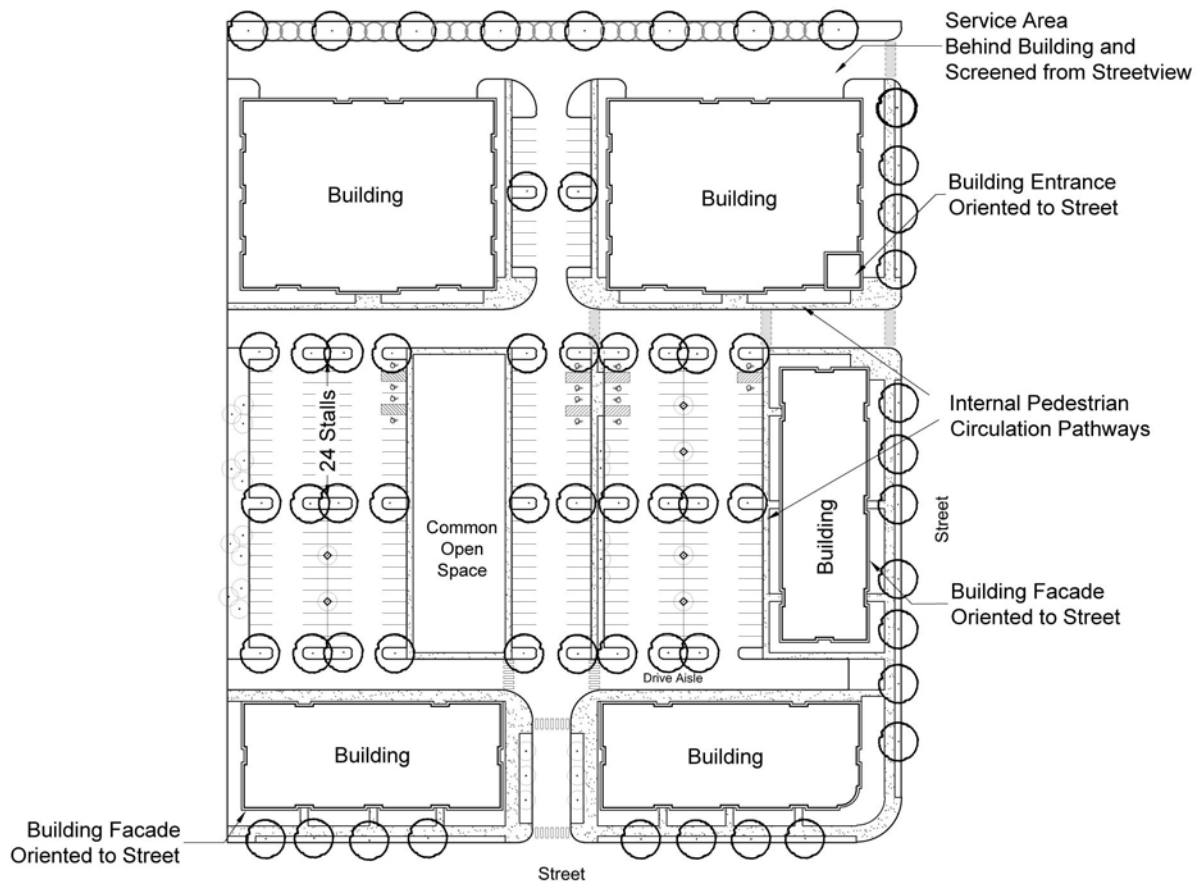 Service Area
Behind Building and
Screened from Streetview
Building
Building
Building Entrance
Oriented to Street
24 Stalls
Internal Pedestrian
Circulation Pathways
Common
Open
Space
Building
Street
Building Facade
Oriented to Street
Drive Aisle
Building
Building
Building Facade
Oriented to Street
Street